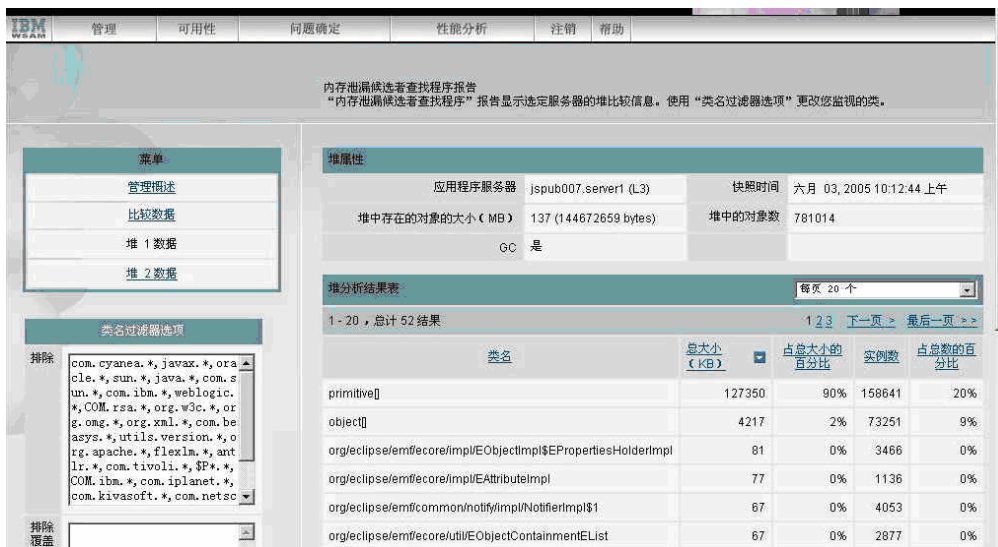 IBM
WSAM
管理 可用性 问题确定 性能分析 注销 帮助
内存泄漏候选者查找程序报告
“内存泄漏候选者查找程序”报告显示选定服务器的堆比较信息。使用“类名过滤器选项”更改您监视的类。
菜单
管理概述
比较数据
堆 1 数据
堆 2 数据
类名过滤器选项
排除
com.cyanea.*,javax.*,ora
cle.*,sun.*,java.*,com.s
un.*,com.ibm.*,weblogic.
*,COM.rsa.*,org.w3c.*,or
g.omg.*,org.xml.*,com.be
asys.*,utils.version.*,o
rg.apache.*,flexlm.*,ant
lr.*,com.tivoli.*,$P*.*,
COM.ibm.*,com.iplanet.*,
com.kivasoft.*,com.netsc
排除
覆盖
堆属性
应用程序服务器 jspub007.server1 (L3) 快照时间 六月 03, 2005 10:12:44 上午
堆中存在的对象的大小（MB） 137 (144672659 bytes) 堆中的对象数 781014
GC 是
堆分析结果表 每页 20 个
1 - 20 ，总计 52 结果 1 2 3 下一页 > 最后一页 > >
类名 总大小（KB） 占总大小的百分比 实例数 占总数的百分比
primitive[] 127350 90% 158641 20%
object[] 4217 2% 73251 9%
org/eclipse/emf/ecore/impl/EObjectImpl$EPropertiesHolderImpl 81 0% 3466 0%
org/eclipse/emf/ecore/impl/EAttributeImpl 77 0% 1136 0%
org/eclipse/emf/common/notify/impl/NotifierImpl$1 67 0% 4053 0%
org/eclipse/emf/ecore/util/EObjectContainmentEList 67 0% 2877 0%